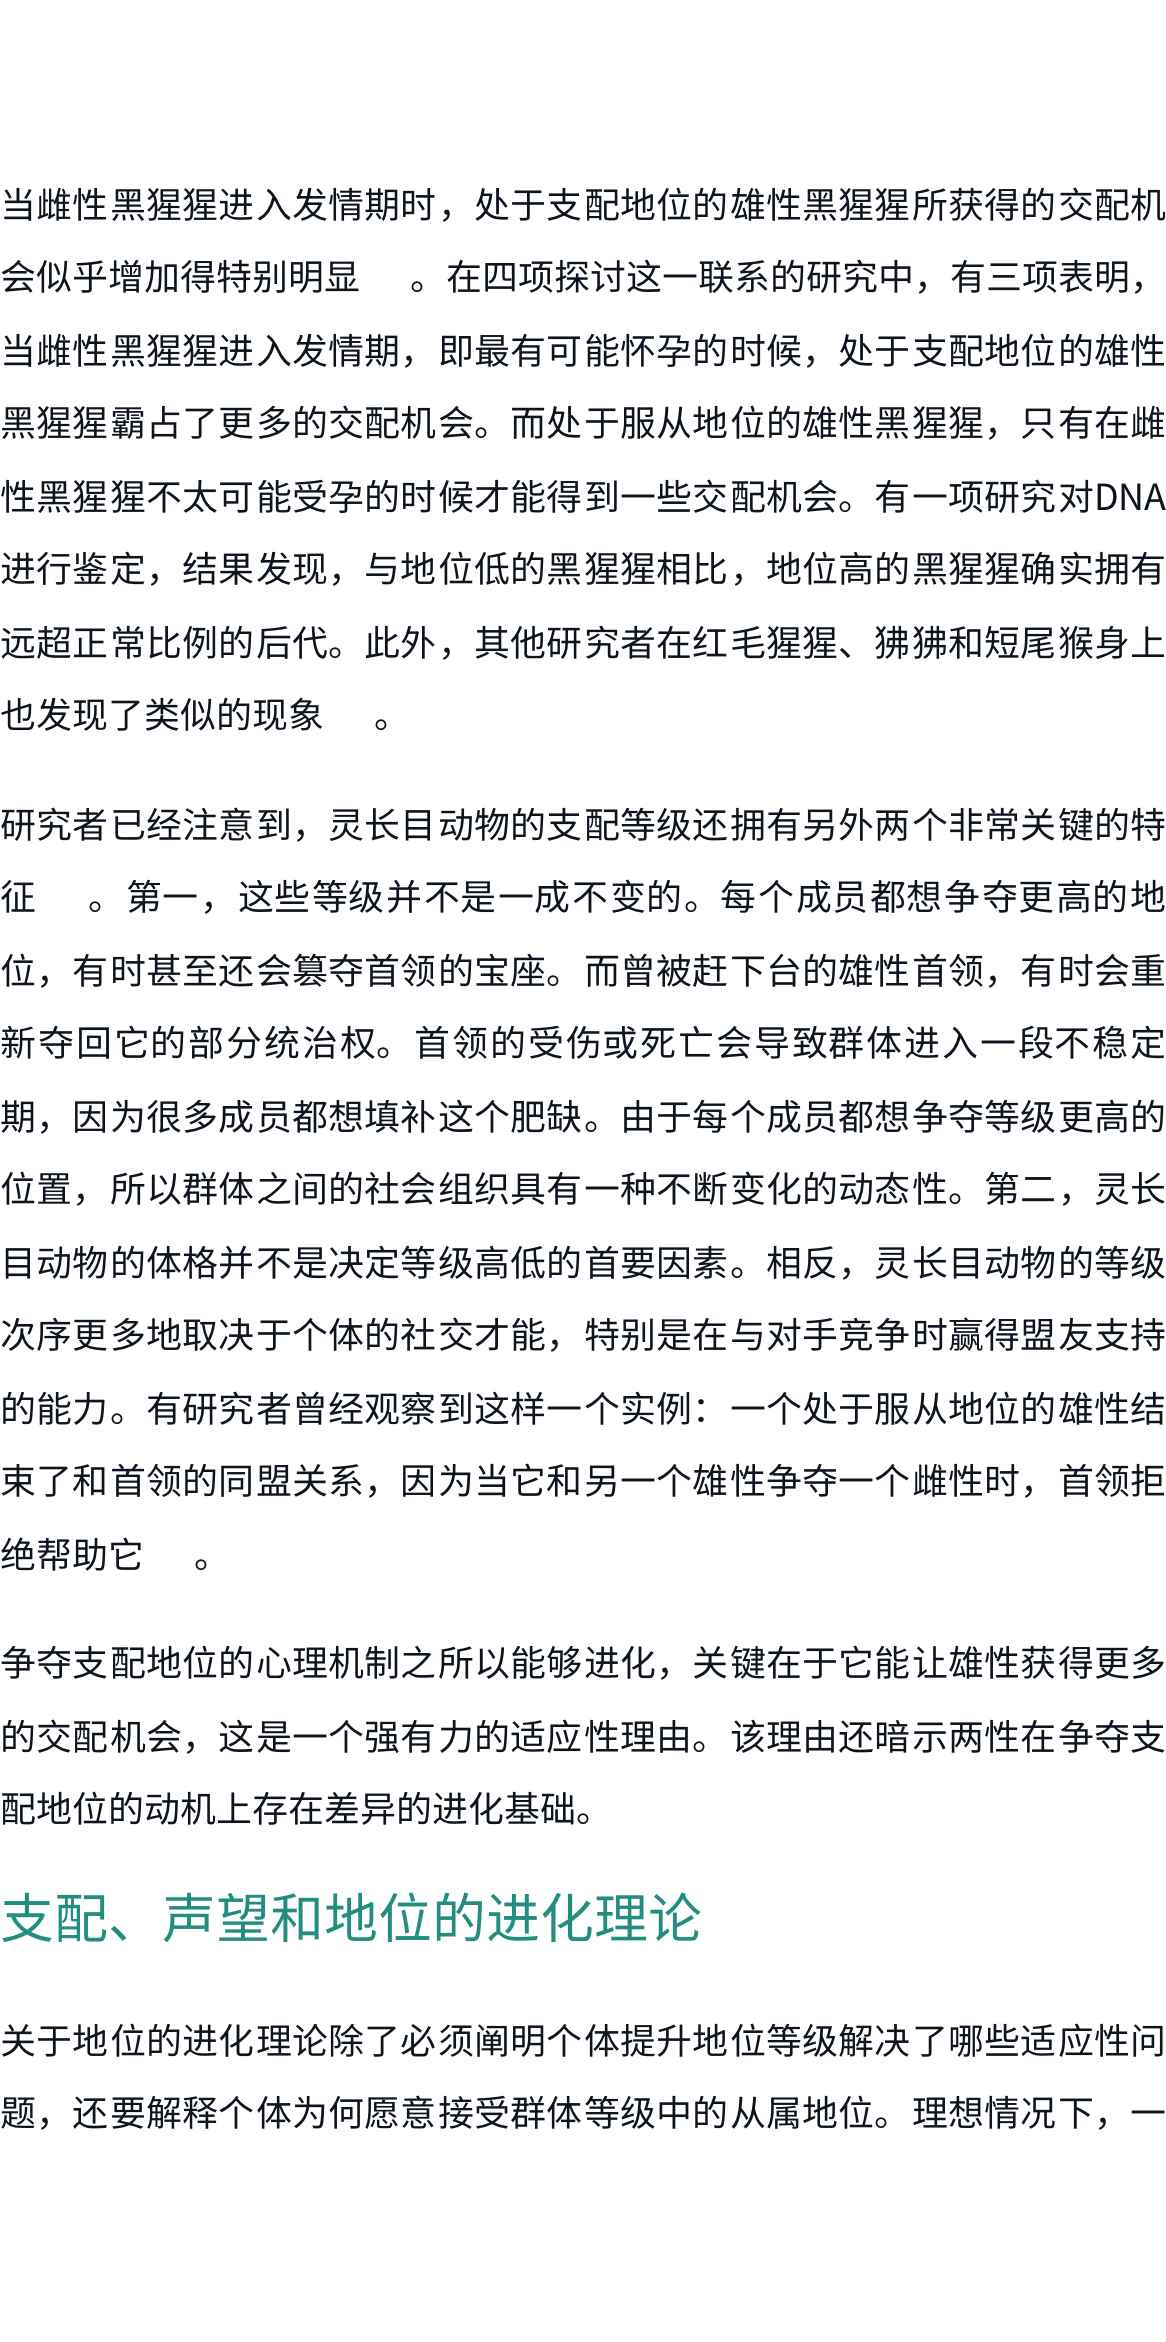 当雌性黑猩猩进入发情期时，处于支配地位的雄性黑猩猩所获得的交配机
会似乎增加得特别明显 。在四项探讨这一联系的研究中，有三项表明，
当雌性黑猩猩进入发情期，即最有可能怀孕的时候，处于支配地位的雄性
黑猩猩霸占了更多的交配机会。而处于服从地位的雄性黑猩猩，只有在雌
性黑猩猩不太可能受孕的时候才能得到一些交配机会。有一项研究对DNA
进行鉴定，结果发现，与地位低的黑猩猩相比，地位高的黑猩猩确实拥有
远超正常比例的后代。此外，其他研究者在红毛猩猩、狒狒和短尾猴身上
也发现了类似的现象 。
研究者已经注意到，灵长目动物的支配等级还拥有另外两个非常关键的特
征 。第一，这些等级并不是一成不变的。每个成员都想争夺更高的地
位，有时甚至还会篡夺首领的宝座。而曾被赶下台的雄性首领，有时会重
新夺回它的部分统治权。首领的受伤或死亡会导致群体进入一段不稳定
期，因为很多成员都想填补这个肥缺。由于每个成员都想争夺等级更高的
位置，所以群体之间的社会组织具有一种不断变化的动态性。第二，灵长
目动物的体格并不是决定等级高低的首要因素。相反，灵长目动物的等级
次序更多地取决于个体的社交才能，特别是在与对手竞争时赢得盟友支持
的能力。有研究者曾经观察到这样一个实例：一个处于服从地位的雄性结
束了和首领的同盟关系，因为当它和另一个雄性争夺一个雌性时，首领拒
绝帮助它 。
争夺支配地位的心理机制之所以能够进化，关键在于它能让雄性获得更多
的交配机会，这是一个强有力的适应性理由。该理由还暗示两性在争夺支
配地位的动机上存在差异的进化基础。
支配、声望和地位的进化理论
关于地位的进化理论除了必须阐明个体提升地位等级解决了哪些适应性问
题，还要解释个体为何愿意接受群体等级中的从属地位。理想情况下，一